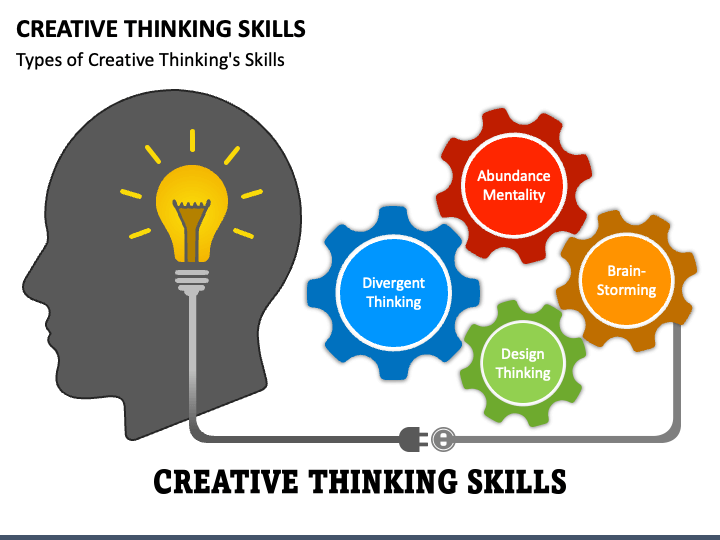 CREATIVE THINKING SKILLS
Types of Creative Thinking's Skills
Abundance
Mentality
Divergent
Thinking
Brain-
Storming
Design
Thinking
CREATIVE THINKING SKILLS